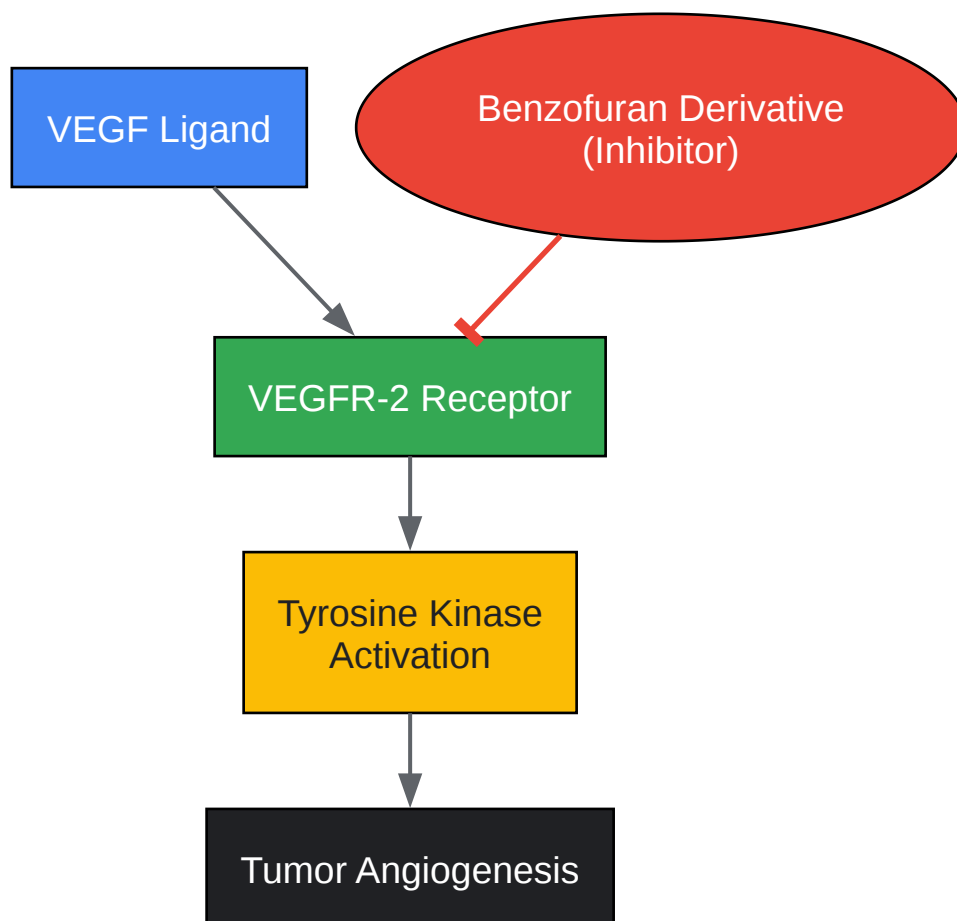 VEGF Ligand
Benzofuran Derivative
(Inhibitor)
VEGFR-2 Receptor
Tyrosine Kinase
Activation
Tumor Angiogenesis